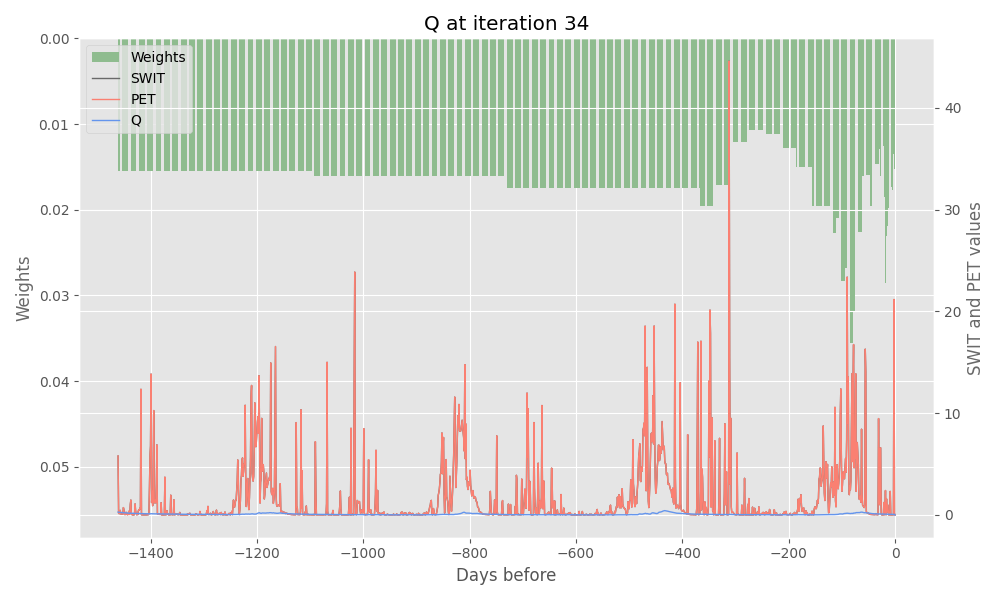 Q at iteration 34
Weights
SWIT
PET
Q
0.00
0.01
0.02
0.03
0.04
0.05
Weights
40
30
20
10
0
SWIT and PET values
−1400
−1200
−1000
−800
−600
−400
−200
0
Days before